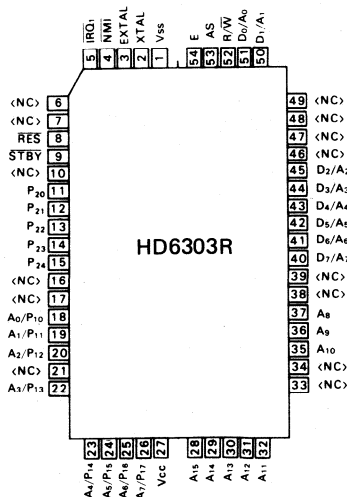 IRQ1 NMI EXTAL XTAL Vss E AS R/W D0/A0 D1/A1
5 4 3 2 1 54 53 52 51 50
<NC> 6
<NC> 7
RES 8
STBY 9
<NC> 10
P20 11
P21 12
P22 13
P23 14
P24 15
<NC> 16
<NC> 17
A0/P10 18
A1/P11 19
A2/P12 20
<NC> 21
A3/P13 22
HD6303R
49 <NC>
48 <NC>
47 <NC>
46 <NC>
45 D2/A2
44 D3/A3
43 D4/A4
42 D5/A5
41 D6/A6
40 D7/A7
39 <NC>
38 <NC>
37 A8
36 A9
35 A10
34 <NC>
33 <NC>
23 24 25 26 27 28 29 30 31 32
A4/P14 A5/P15 A6/P16 A7/P17 Vcc A15 A14 A13 A12 A11